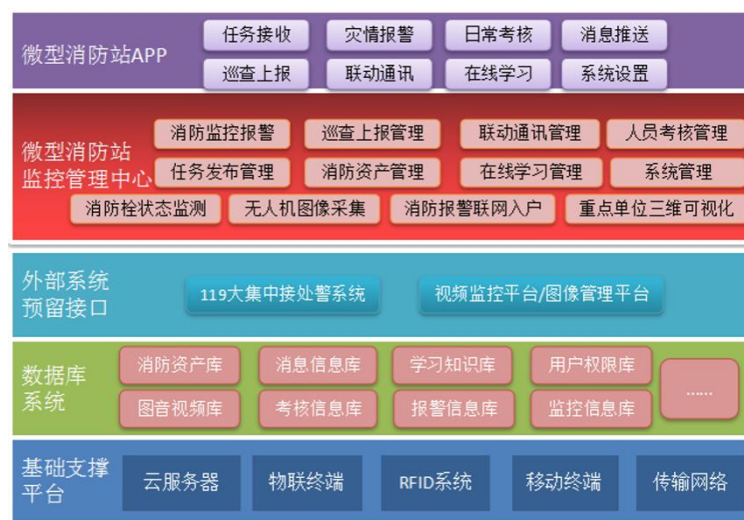 微型消防站APP
任务接收 灾情报警 日常考核 消息推送
巡查上报 联动通讯 在线学习 系统设置
微型消防站
监控管理中心
消防监控报警 巡查上报管理 联动通讯管理 人员考核管理
任务发布管理 消防资产管理 在线学习管理 系统管理
消防栓状态监测 无人机图像采集 消防报警联网入户 重点单位三维可视化
外部系统
预留接口
119大集中接处警系统 视频监控平台/图像管理平台
数据库
系统
消防资产库 消息信息库 学习知识库 用户权限库
图音视频库 考核信息库 报警信息库 监控信息库
......
基础支撑
平台
云服务器 物联终端 RFID系统 移动终端 传输网络